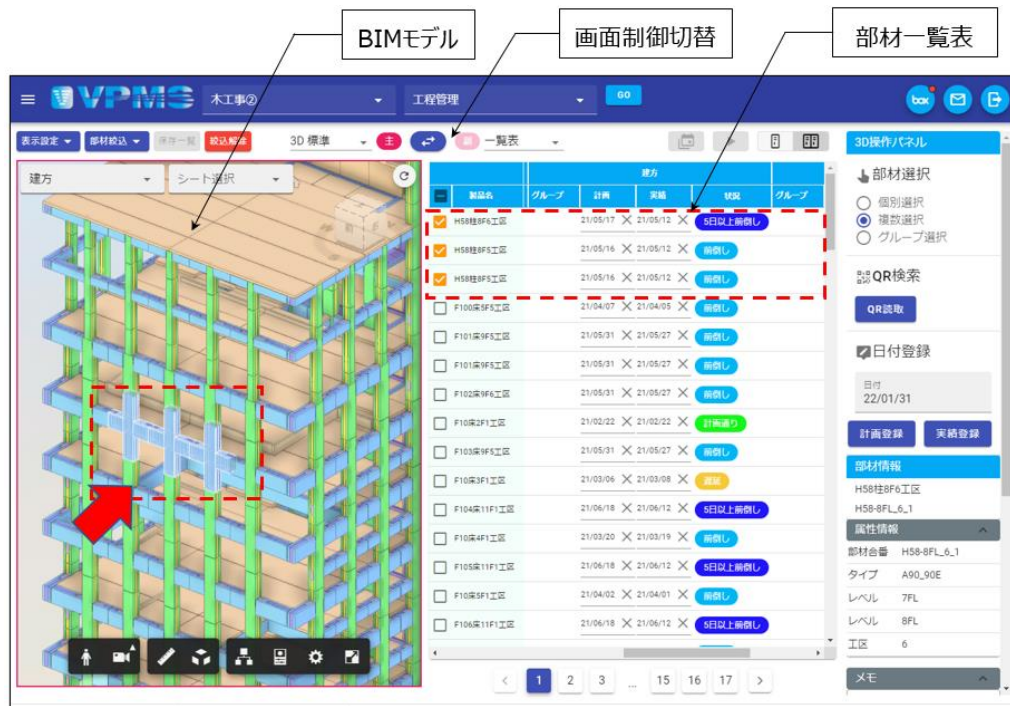 BIMモデル
画面制御切替
部材一覧表
VPMS
木工事②
工程管理
GO
box
表示設定
部材絞込
保存一覧
絞込解除
3D 標準
主
副
一覧表
3D操作パネル
建方
シート選択
建方
製品名 グループ 計画 実績 状況 グループ
H58柱8F6工区 21/05/17 21/05/12 5日以上前倒し
H58柱8F5工区 21/05/16 21/05/12 前倒し
H58柱8F5工区 21/05/16 21/05/12 前倒し
F100床5F5工区 21/04/07 21/04/05 前倒し
F101床9F5工区 21/05/31 21/05/27 前倒し
F101床9F5工区 21/05/31 21/05/27 前倒し
F102床9F6工区 21/05/31 21/05/27 前倒し
F10床2F1工区 21/02/22 21/02/22 計画通り
F103床9F5工区 21/05/31 21/05/27 前倒し
F10床3F1工区 21/03/06 21/03/08 遅延
F104床11F1工区 21/06/18 21/06/12 5日以上前倒し
F10床4F1工区 21/03/20 21/03/19 前倒し
F105床11F1工区 21/06/18 21/06/12 5日以上前倒し
F10床5F1工区 21/04/02 21/04/01 前倒し
F106床11F1工区 21/06/18 21/06/12 5日以上前倒し
1 2 3 ... 15 16 17
部材選択
個別選択
複数選択
グループ選択
QR検索
QR読取
日付登録
日付
22/01/31
計画登録 実績登録
部材情報
H58柱8F6工区
H58-8FL_6_1
属性情報
部材合番 H58-8FL_6_1
タイプ A90_90E
レベル 7FL
レベル 8FL
工区 6
メモ